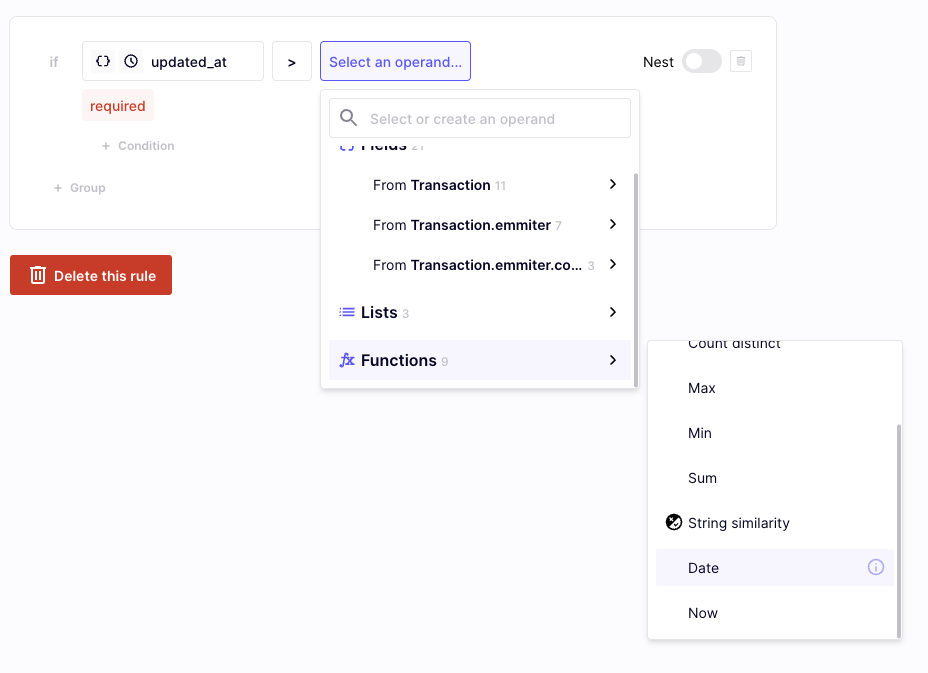 if
{} updated_at
>
Select an operand...
Nest
required
+ Condition
+ Group
Select or create an operand
Fields 21
From Transaction 11
From Transaction.emmiter 7
From Transaction.emmiter.co... 3
Lists 3
fx Functions 9
Delete this rule
Count distinct
Max
Min
Sum
String similarity
Date
Now